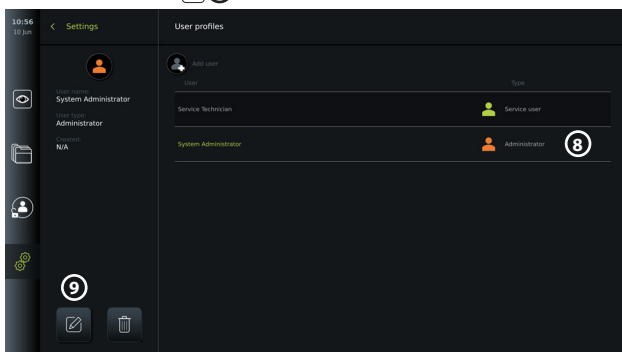 10:56
10 Jun
Settings
User profiles
Add user
User
Type
User name:
System Administrator
User type:
Administrator
Created:
N/A
Service Technician
Service user
System Administrator
Administrator
8
9